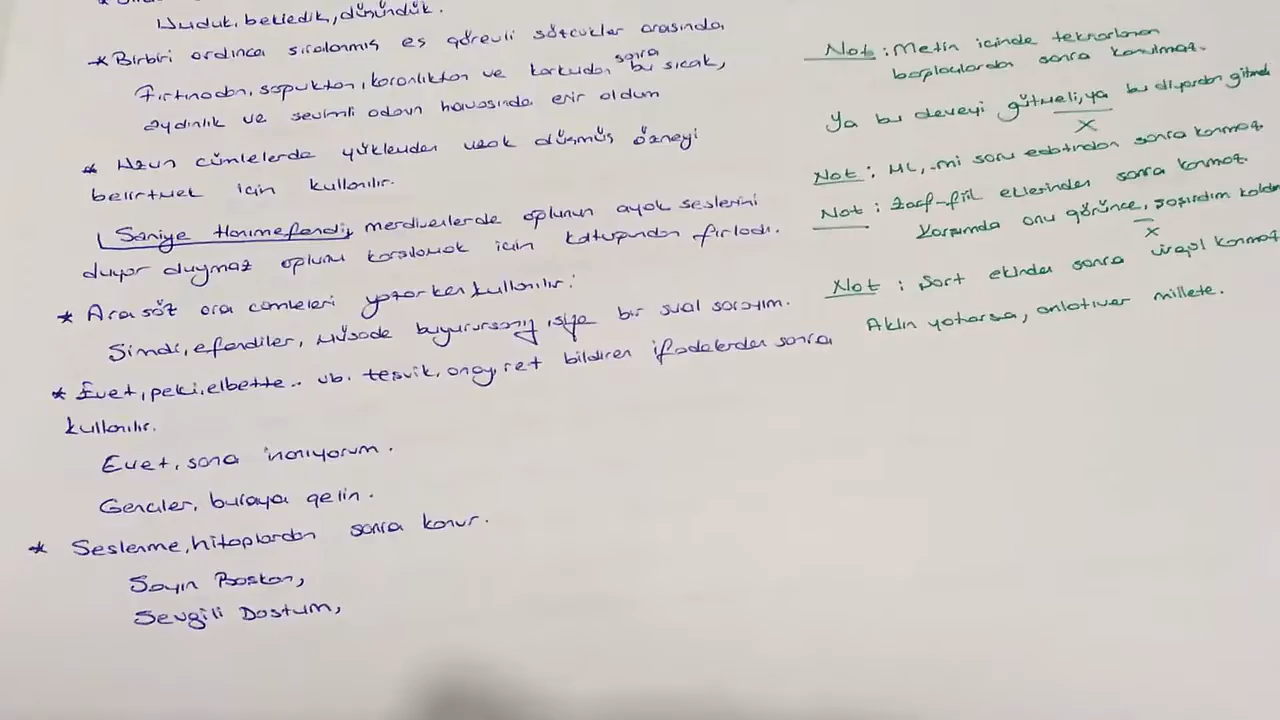 Uyuduk, bekledik, düşündük.
* Birbiri ardınca sıralanmış eş görevli sözcükler arasında
Fırtınadan, soğuktan, karanlıktan ve korkudan sonra bu sıcak,
aydınlık ve sevimli odanın havasında erir oldum
* Uzun cümlelerde yüklemden uzak düşmüş özneyi
belirtmek için kullanılır.
Saniye Hanımefendi, merdivenlerde oğlunun ayak seslerini
duyar duymaz oğlunu karşılamak için koltuğundan fırladı.
* Ara söz ara cümleleri yazarken kullanılır:
Şimdi, efendiler, müsade buyurursanız, size bir sual sorayım.
* Evet, peki, elbette.. vb. teşvik, onay, ret bildiren ifadelerden sonra
kullanılır.
Evet, sana inanıyorum.
Gençler, buraya gelin.
* Seslenme, hitaplardan sonra konur.
Sayın Başkan,
Sevgili Dostum,
Not : Metin içinde tekrarlanan
bağlaçlardan sonra konulmaz.
Ya bu deveyi gütmeli, ya bu diyardan gitmeli
X
Not : mı, -mi soru edatından sonra konmaz
Not : Zarf-fiil eklerinden sonra konmaz.
Karşımda onu görünce, şaşırdım kaldım
X
Not : Şart ekinden sonra virgül konmaz
Aklın yatarsa, anlatıver millete.